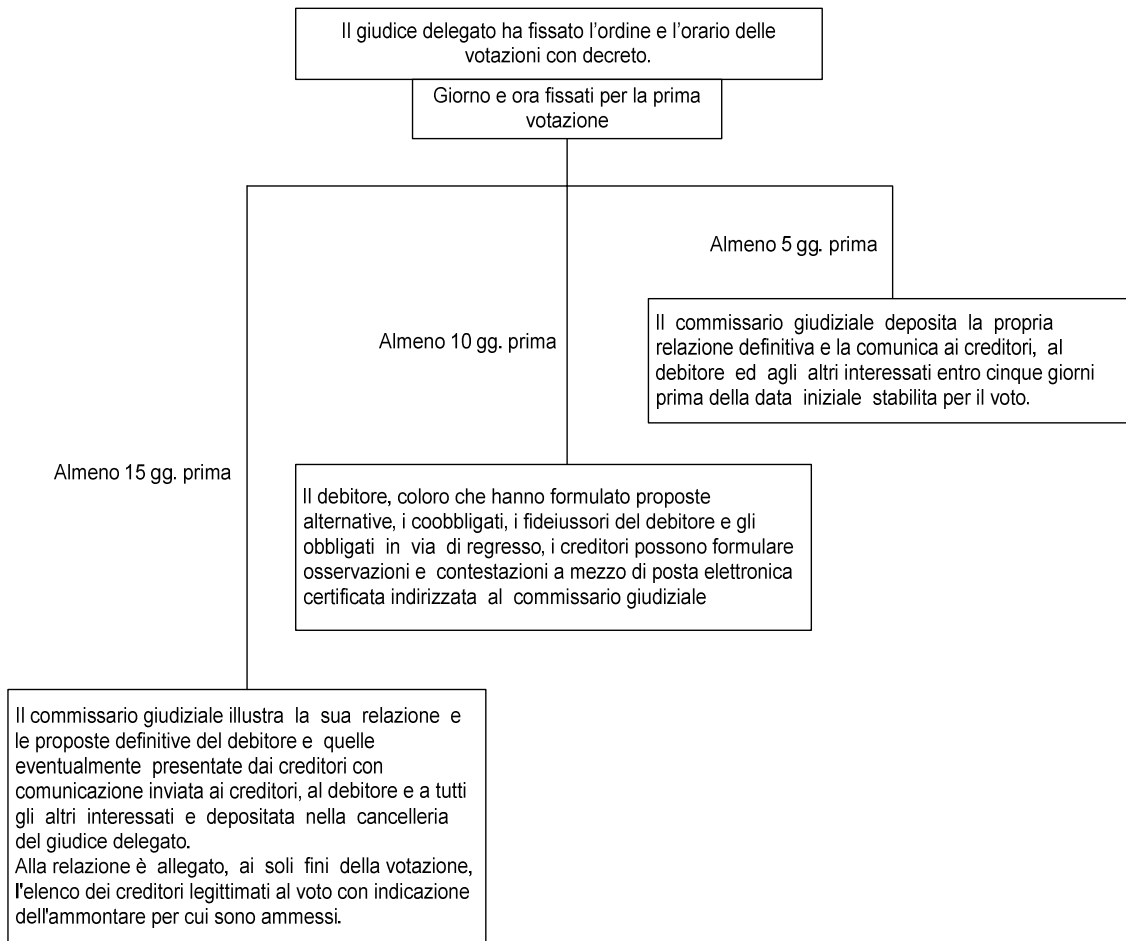 Il giudice delegato ha fissato l'ordine e l'orario delle
votazioni con decreto.
Giorno e ora fissati per la prima
votazione
Almeno 5 gg. prima
Il commissario giudiziale deposita la propria
relazione definitiva e la comunica ai creditori, al
debitore ed agli altri interessati entro cinque giorni
prima della data iniziale stabilita per il voto.
Almeno 10 gg. prima
Il debitore, coloro che hanno formulato proposte
alternative, i coobbligati, i fideiussori del debitore e gli
obbligati in via di regresso, i creditori possono formulare
osservazioni e contestazioni a mezzo di posta elettronica
certificata indirizzata al commissario giudiziale
Almeno 15 gg. prima
Il commissario giudiziale illustra la sua relazione e
le proposte definitive del debitore e quelle
eventualmente presentate dai creditori con
comunicazione inviata ai creditori, al debitore e a tutti
gli altri interessati e depositata nella cancelleria
del giudice delegato.
Alla relazione è allegato, ai soli fini della votazione,
l'elenco dei creditori legittimati al voto con indicazione
dell'ammontare per cui sono ammessi.